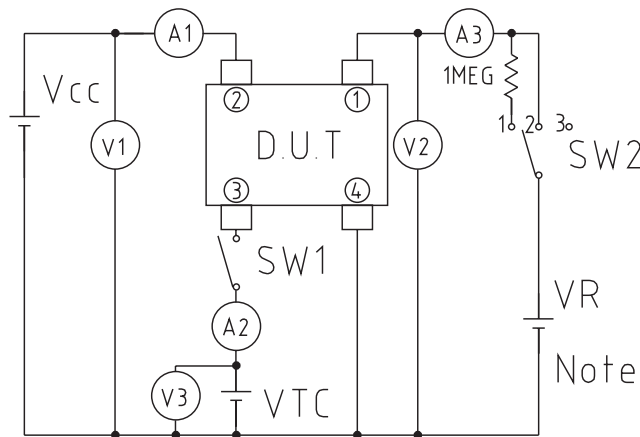 A1
A3
Vcc
1MEG
2
1
V1
D.U.T
V2
1 2 3
SW2
3
4
SW1
A2
VR
V3
VTC
Note